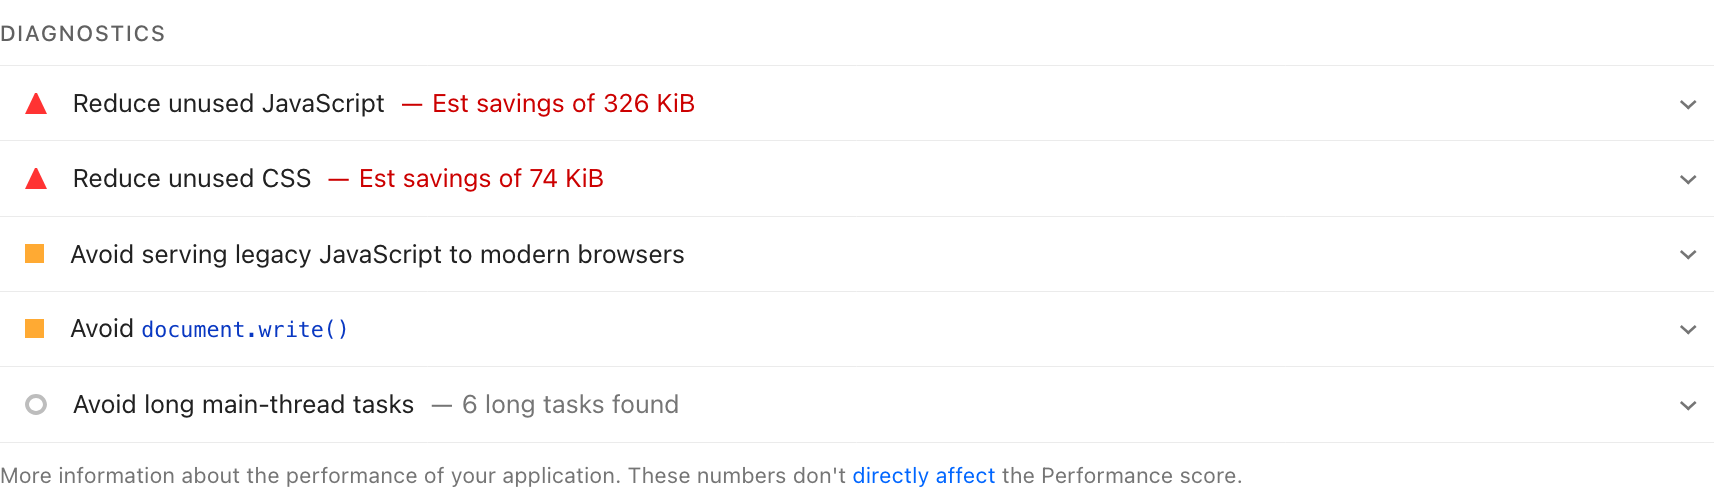 DIAGNOSTICS
Reduce unused JavaScript — Est savings of 326 KiB
Reduce unused CSS — Est savings of 74 KiB
Avoid serving legacy JavaScript to modern browsers
Avoid document.write()
Avoid long main-thread tasks — 6 long tasks found
More information about the performance of your application. These numbers don't directly affect the Performance score.